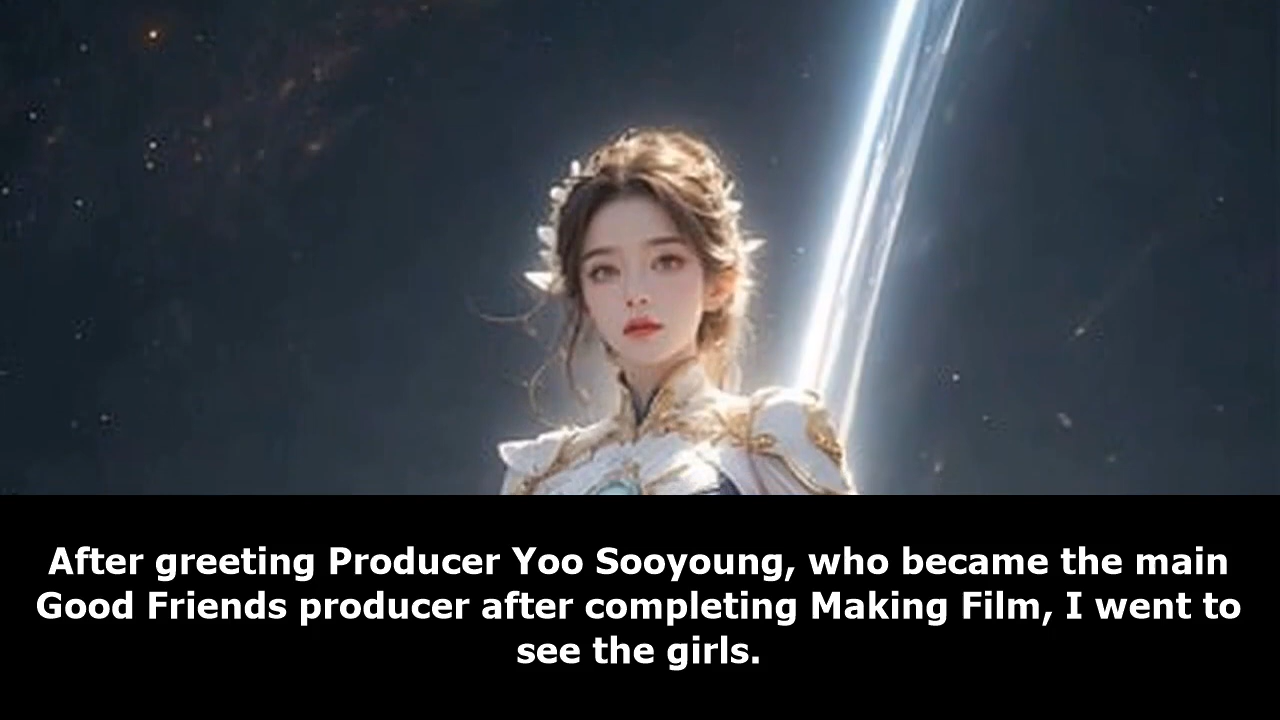 After greeting Producer Yoo Sooyoung, who became the main
Good Friends producer after completing Making Film, I went to
see the girls.